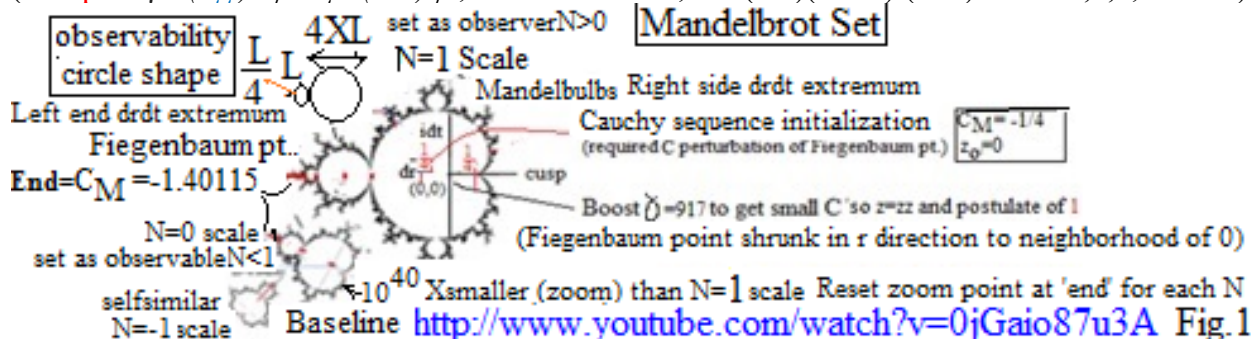 observability
circle shape
L
4
L
4XL
set as observerN>0
Mandelbrot Set
N=1 Scale
Mandelbulbs
Right side drdt extremum
Left end drdt extremum
Cauchy sequence initialization
(required C perturbation of Fiegenbaum pt.)
C_M = -1/4
z_o=0
Fiegenbaum pt..
idt
dr
(0,0)
cusp
End=C_M =-1.40115
Boost =917 to get small C so z=zz and postulate of 1
N=0 scale
(Fiegenbaum point shrunk in r direction to neighborhood of 0)
set as observableN<1
selfsimilar
N=-1 scale
10^40 Xsmaller (zoom) than N=1 scale
Reset zoom point at 'end' for each N
Baseline http://www.youtube.com/watch?v=0jGaio87u3A Fig.1